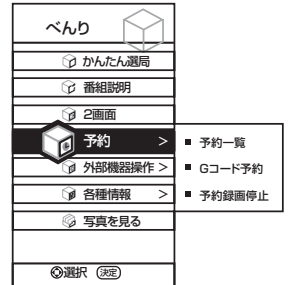 べんり
かんたん選局
番組説明
2画面
予約 >
外部機器操作 >
各種情報 >
写真を見る
選択 決定
■ 予約一覧
■ Gコード予約
■ 予約録画停止